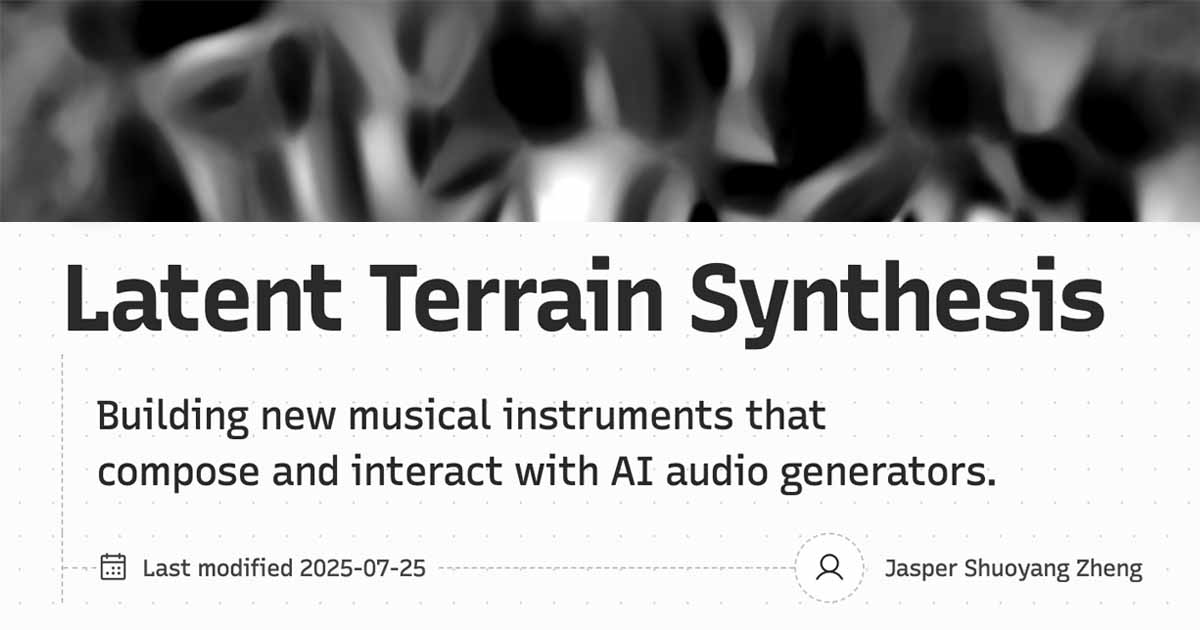 Latent Terrain Synthesis
Building new musical instruments that
compose and interact with AI audio generators.
Last modified 2025-07-25
Jasper Shuoyang Zheng